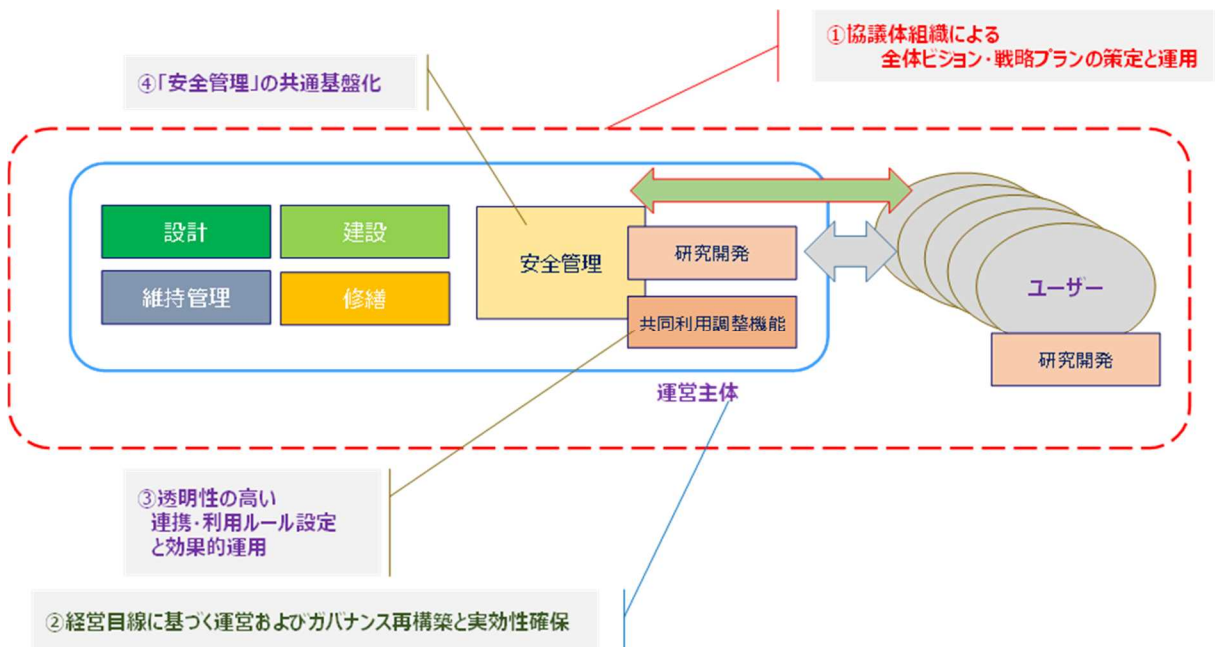 ①協議体組織による
全体ビジョン・戦略プランの策定と運用
④「安全管理」の共通基盤化
設計
建設
安全管理
研究開発
維持管理
修繕
共同利用調整機能
ユーザー
研究開発
運営主体
③透明性の高い
連携・利用ルール設定
と効果的運用
②経営目線に基づく運営およびガバナンス再構築と実効性確保